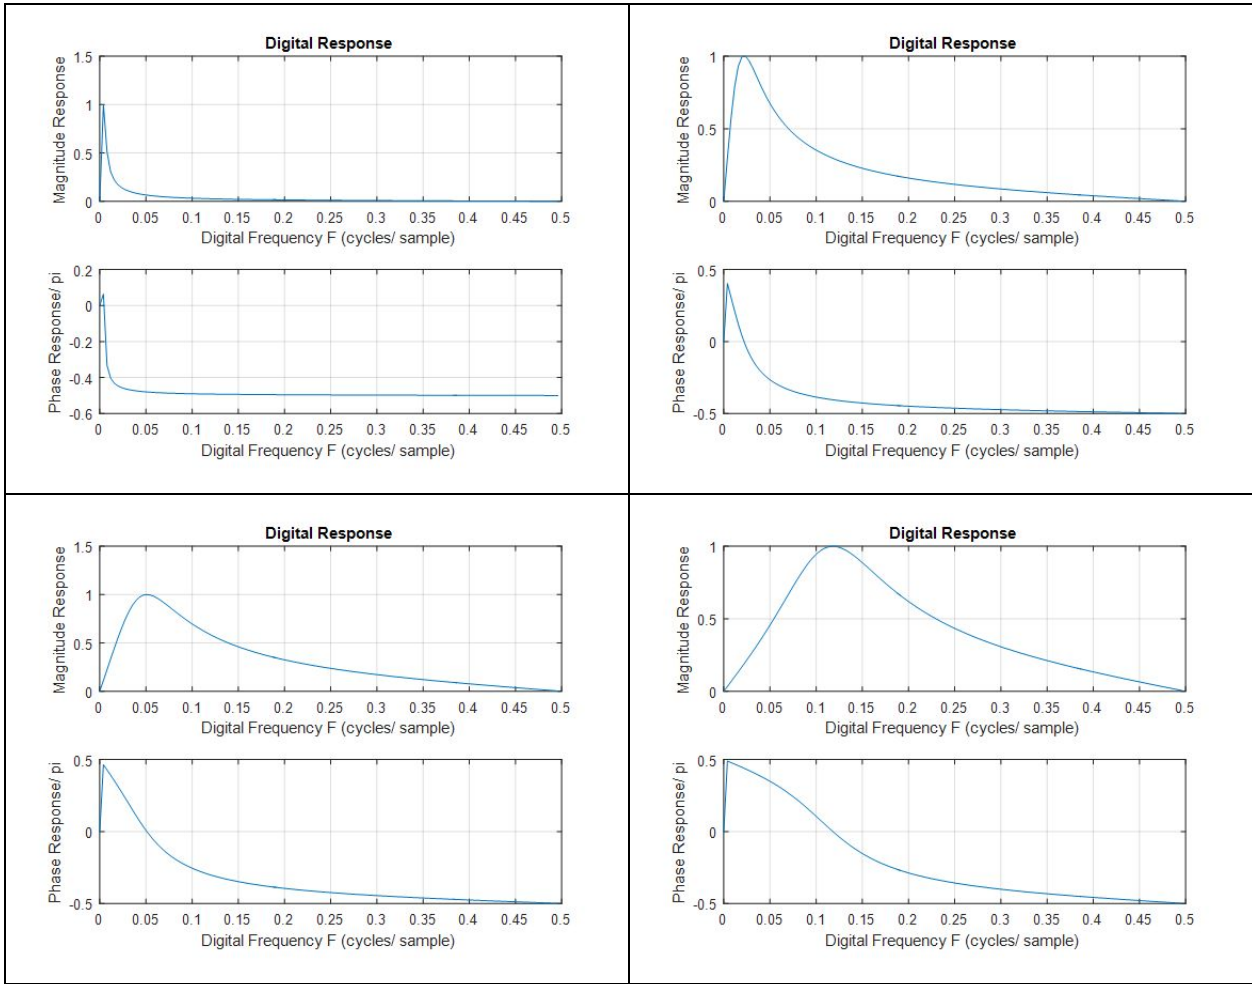 Digital Response
Magnitude Response
1.5
1
0.5
0
0 0.05 0.1 0.15 0.2 0.25 0.3 0.35 0.4 0.45 0.5
Digital Frequency F (cycles/ sample)
Phase Response/ pi
0.2
0
-0.2
-0.4
-0.6
0 0.05 0.1 0.15 0.2 0.25 0.3 0.35 0.4 0.45 0.5
Digital Frequency F (cycles/ sample)
Digital Response
Magnitude Response
1
0.5
0
0 0.05 0.1 0.15 0.2 0.25 0.3 0.35 0.4 0.45 0.5
Digital Frequency F (cycles/ sample)
Phase Response/ pi
0.5
0
-0.5
0 0.05 0.1 0.15 0.2 0.25 0.3 0.35 0.4 0.45 0.5
Digital Frequency F (cycles/ sample)
Digital Response
Magnitude Response
1.5
1
0.5
0
0 0.05 0.1 0.15 0.2 0.25 0.3 0.35 0.4 0.45 0.5
Digital Frequency F (cycles/ sample)
Phase Response/ pi
0.5
0
-0.5
0 0.05 0.1 0.15 0.2 0.25 0.3 0.35 0.4 0.45 0.5
Digital Frequency F (cycles/ sample)
Digital Response
Magnitude Response
1
0.5
0
0 0.05 0.1 0.15 0.2 0.25 0.3 0.35 0.4 0.45 0.5
Digital Frequency F (cycles/ sample)
Phase Response/ pi
0.5
0
-0.5
0 0.05 0.1 0.15 0.2 0.25 0.3 0.35 0.4 0.45 0.5
Digital Frequency F (cycles/ sample)